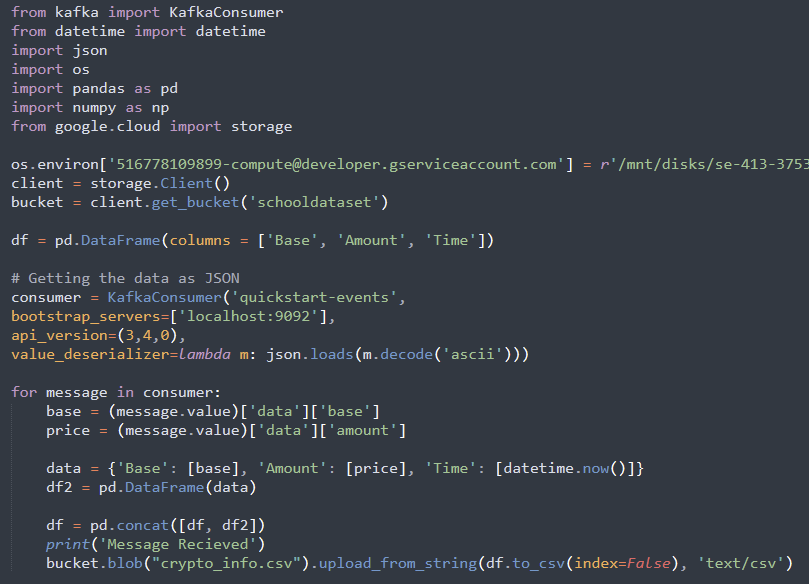 from kafka import KafkaConsumer
from datetime import datetime
import json
import os
import pandas as pd
import numpy as np
from google.cloud import storage
os.environ['516778109899-compute@developer.gserviceaccount.com'] = r'/mnt/disks/se-413-3753
client = storage.Client()
bucket = client.get_bucket('schooldataset')
df = pd.DataFrame(columns = ['Base', 'Amount', 'Time'])
# Getting the data as JSON
consumer = KafkaConsumer('quickstart-events',
bootstrap_servers=['localhost:9092'],
api_version=(3,4,0),
value_deserializer=lambda m: json.loads(m.decode('ascii')))
for message in consumer:
    base = (message.value)['data']['base']
    price = (message.value)['data']['amount']
    data = {'Base': [base], 'Amount': [price], 'Time': [datetime.now()]}
    df2 = pd.DataFrame(data)
    df = pd.concat([df, df2])
    print('Message Recieved')
    bucket.blob("crypto_info.csv").upload_from_string(df.to_csv(index=False), 'text/csv')